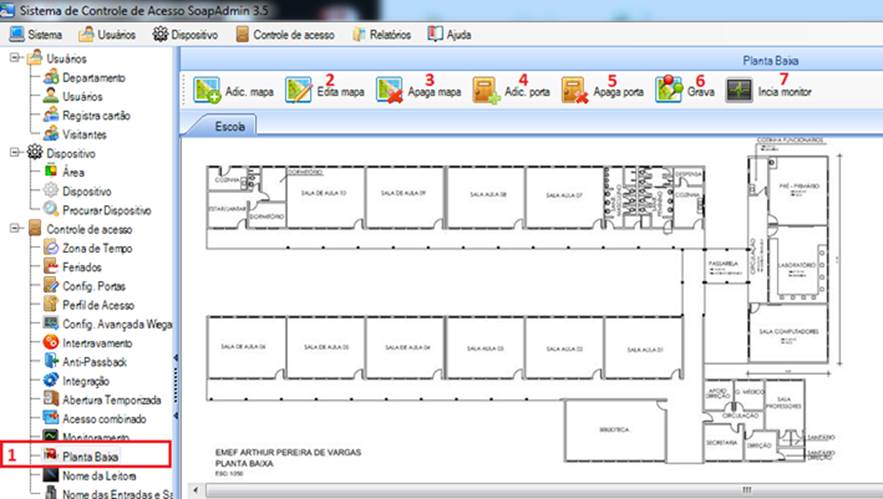 Sistema de Controle de Acesso SoapAdmin 3.5
Sistema Usuários Dispositivo Controle de acesso Relatórios Ajuda
Usuários
Departamento
Usuários
Registra cartão
Visitantes
Dispositivo
Área
Dispositivo
Procurar Dispositivo
Controle de acesso
Zona de Tempo
Feriados
Config. Portas
Perfil de Acesso
Config. Avançada Wiega
Intertravamento
Anti-Passback
Integração
Abertura Temporizada
Acesso combinado
Monitoramento
1 Planta Baixa
Nome da Leitora
Nome das Entradas e Sa
Planta Baixa
2 3 4 5 6 7
Adic. mapa Edita mapa Apaga mapa Adic. porta Apaga porta Grava Incia monitor
Escola
COZINHA FUNCIONÁRIOS
COZINHA
DORMITÓRIO
ESTAR/JANTAR
DORMITÓRIO
SALA DE AULA 10
SALA DE AULA 09
SALA AULA 08
SALA AULA 07
MASCULINO
FEMININO
DESPENSA
COZINHA
PRÉ - PRIMÁRIO
PASSARELA
CIRCULAÇÃO
LABORATÓRIO
SALA COMPUTADORES
SALA DE AULA 06
SALA DE AULA 05
SALA DE AULA 04
SALA AULA 03
SALA AULA 02
SALA AULA 01
APOIO
DIREÇÃO
G. MÉDICO
SALA
PROFESSORES
CIRCULAÇÃO
BIBLIOTECA
SECRETARIA
DIREÇÃO
SANITÁRIO
SANITÁRIO
DIREÇÃO
EMEF ARTHUR PEREIRA DE VARGAS
PLANTA BAIXA